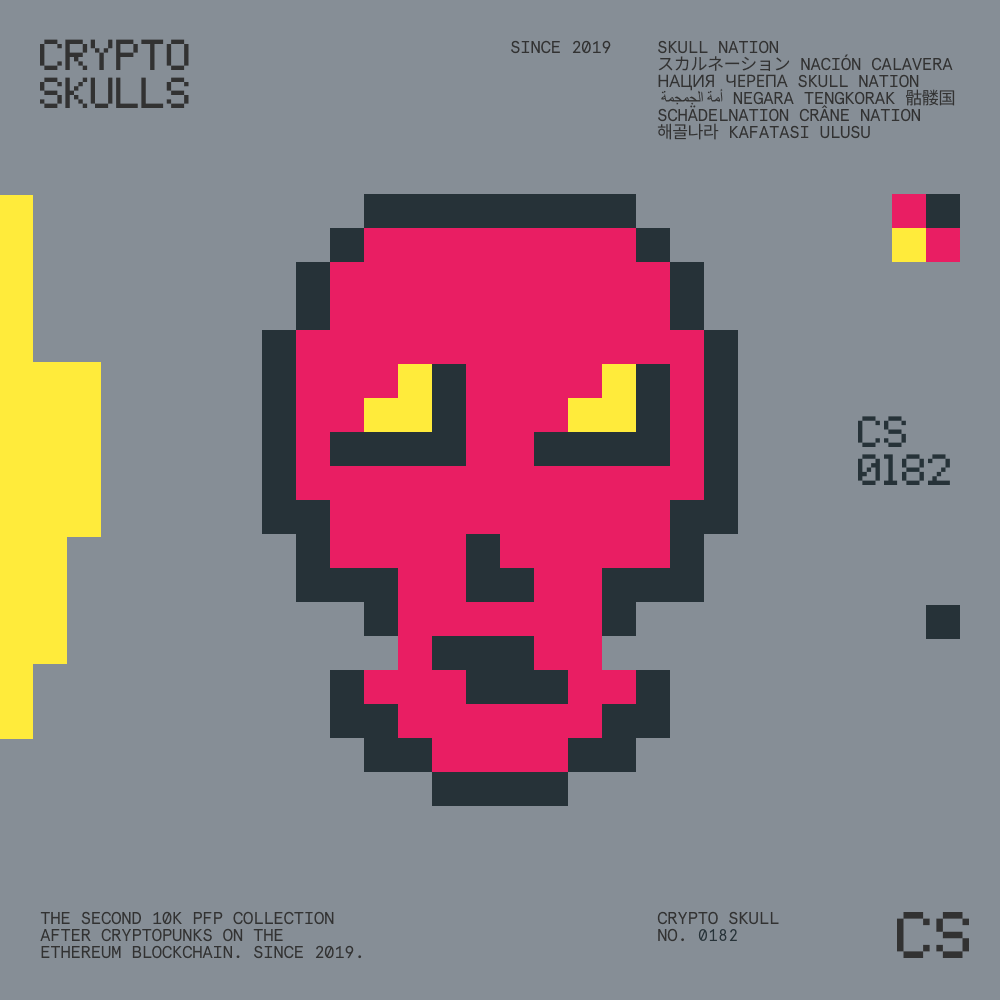 CRYPTO
SKULLS
SINCE 2019
SKULL NATION
スカルネーション NACIÓN CALAVERA
НАЦИЯ ЧЕРЕПА SKULL NATION
أمة الجمجمة NEGARA TENGKORAK 骷髅国
SCHÄDELNATION CRÂNE NATION
해골나라 KAFATASI ULUSU
CS
0182
THE SECOND 10K PFP COLLECTION
AFTER CRYPTOPUNKS ON THE
ETHEREUM BLOCKCHAIN. SINCE 2019.
CRYPTO SKULL
NO. 0182
CS